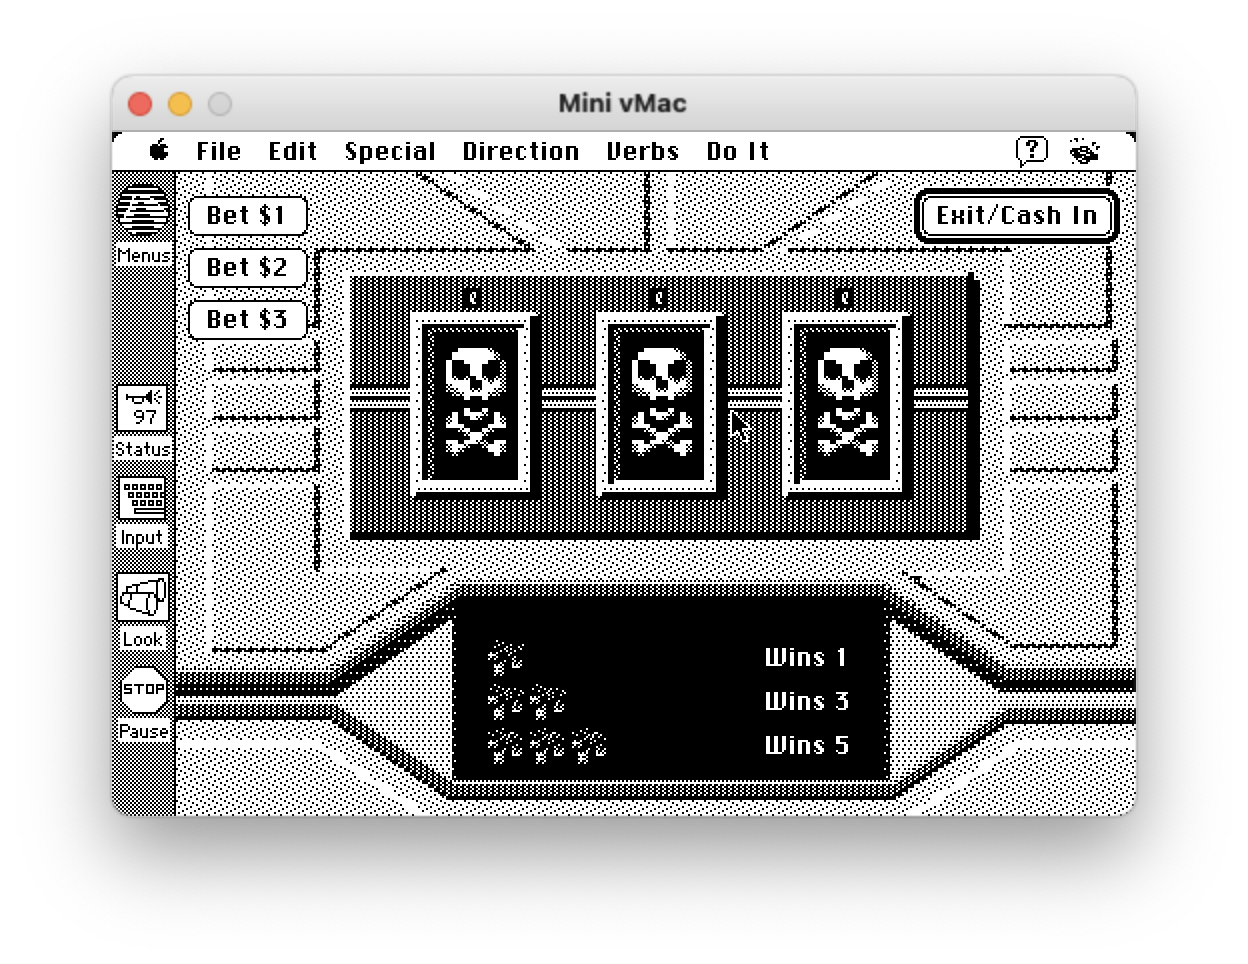 Mini vMac
File Edit Special Direction Verbs Do It
?
Menus
97
Status
Input
Look
STOP
Pause
Bet $1
Bet $2
Bet $3
Exit/Cash In
Wins 1
Wins 3
Wins 5